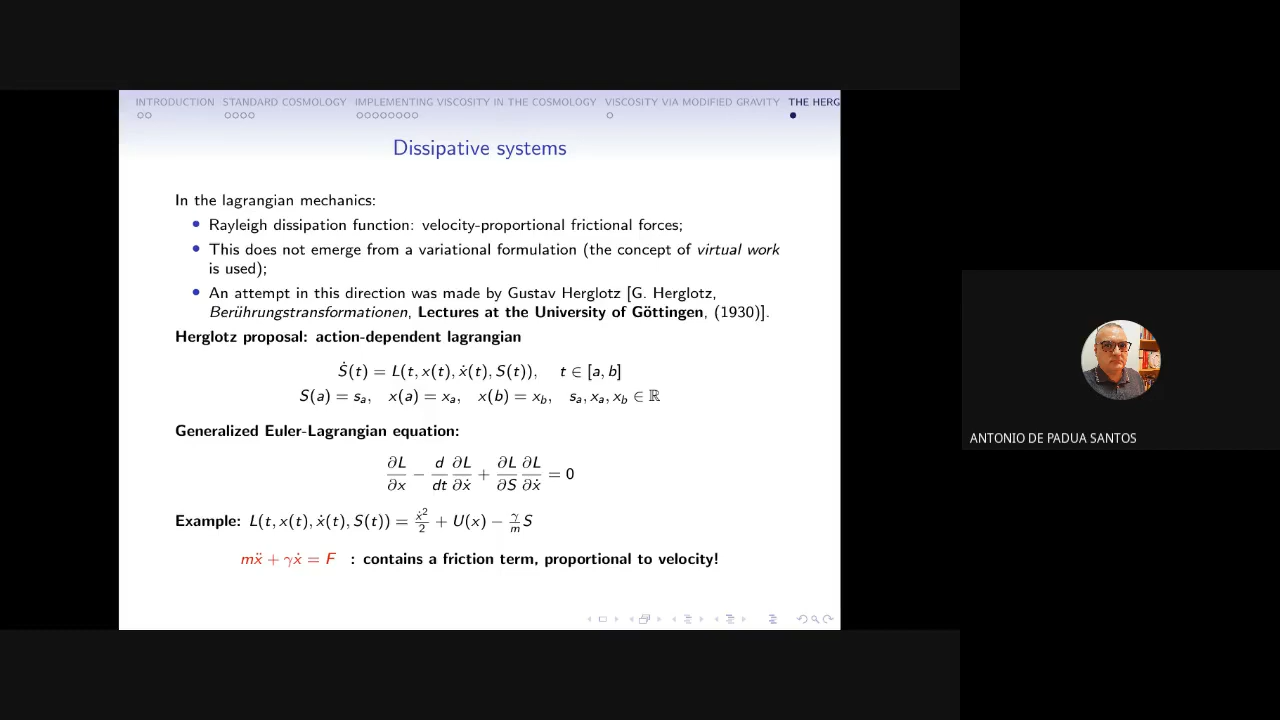 INTRODUCTION STANDARD COSMOLOGY IMPLEMENTING VISCOSITY IN THE COSMOLOGY VISCOSITY VIA MODIFIED GRAVITY THE HERG
Dissipative systems
In the lagrangian mechanics:
Rayleigh dissipation function: velocity-proportional frictional forces;
This does not emerge from a variational formulation (the concept of virtual work
is used);
An attempt in this direction was made by Gustav Herglotz [G. Herglotz,
Berührungstransformationen, Lectures at the University of Göttingen, (1930)].
Herglotz proposal: action-dependent lagrangian
Ṡ(t) = L(t, x(t), ẋ(t), S(t)), t ∈ [a, b]
S(a) = sₐ, x(a) = xₐ, x(b) = x_b, sₐ, xₐ, x_b ∈ ℝ
Generalized Euler-Lagrangian equation:
∂L/∂x − d/dt ∂L/∂ẋ + ∂L/∂S ∂L/∂ẋ = 0
Example: L(t, x(t), ẋ(t), S(t)) = ẋ²/2 + U(x) − γ/m S
mẍ + γẋ = F : contains a friction term, proportional to velocity!
ANTONIO DE PADUA SANTOS